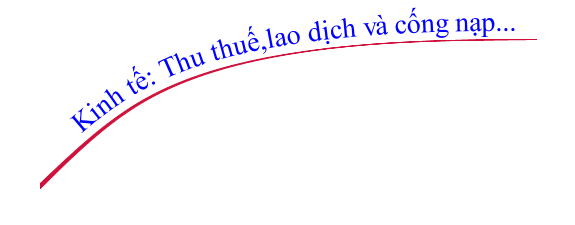 Kinh tế: Thu thuế,lao dịch và cống nạp...